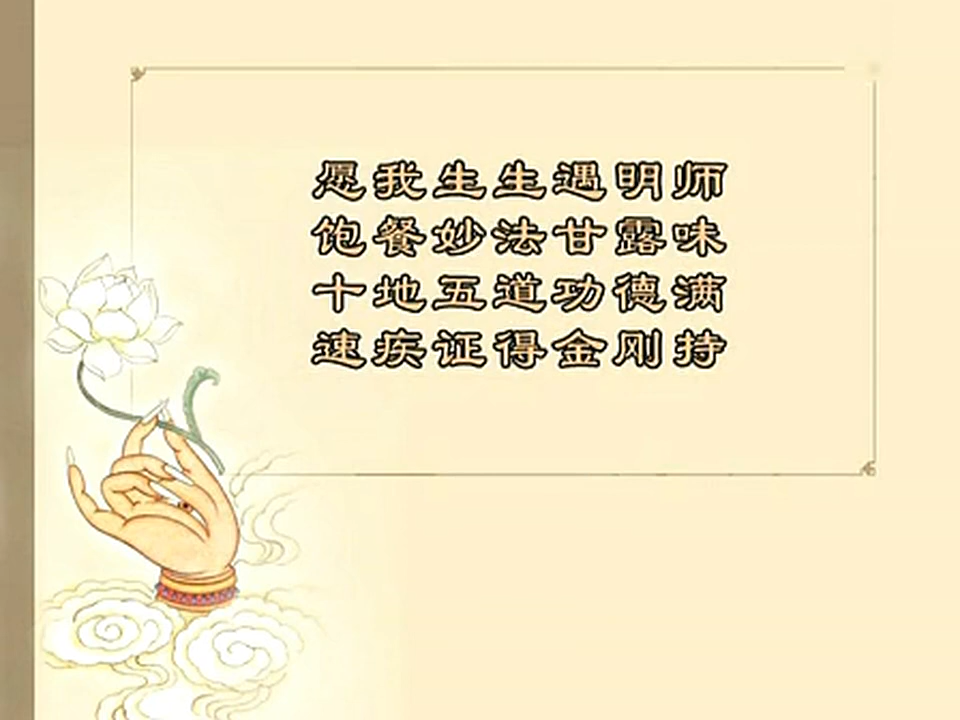 愿我生生遇明师
饱餐妙法甘露味
十地五道功德满
速疾证得金刚持